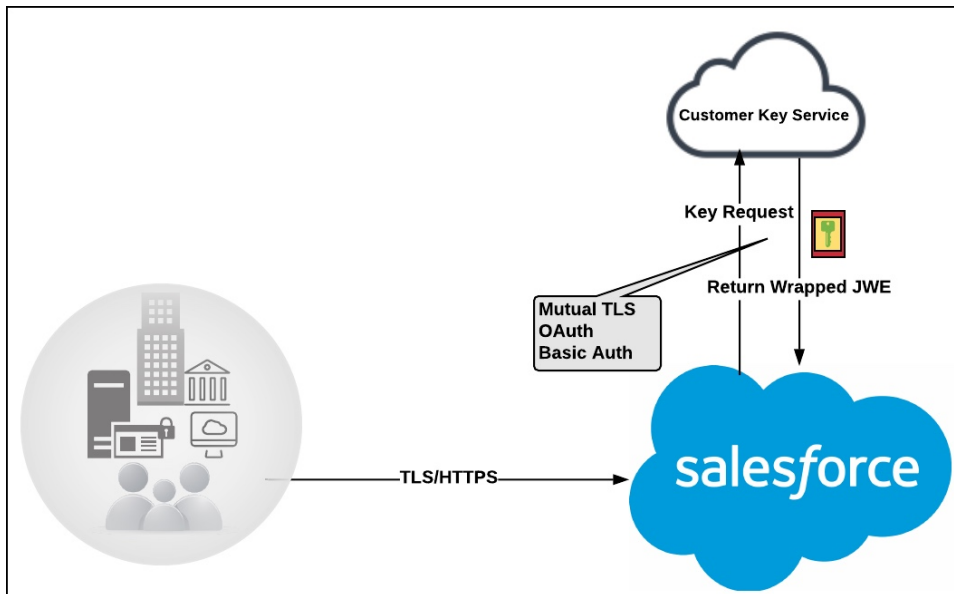 Customer Key Service
Key Request
Return Wrapped JWE
Mutual TLS
OAuth
Basic Auth
TLS/HTTPS
salesforce